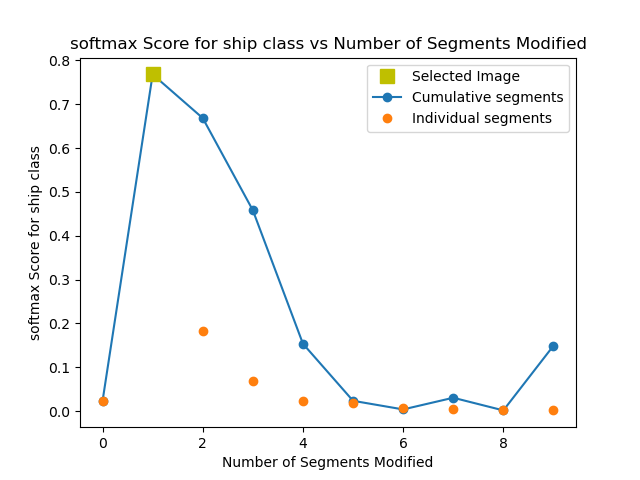 softmax Score for ship class vs Number of Segments Modified
Selected Image
Cumulative segments
Individual segments
softmax Score for ship class
0.8
0.7
0.6
0.5
0.4
0.3
0.2
0.1
0.0
0 2 4 6 8
Number of Segments Modified